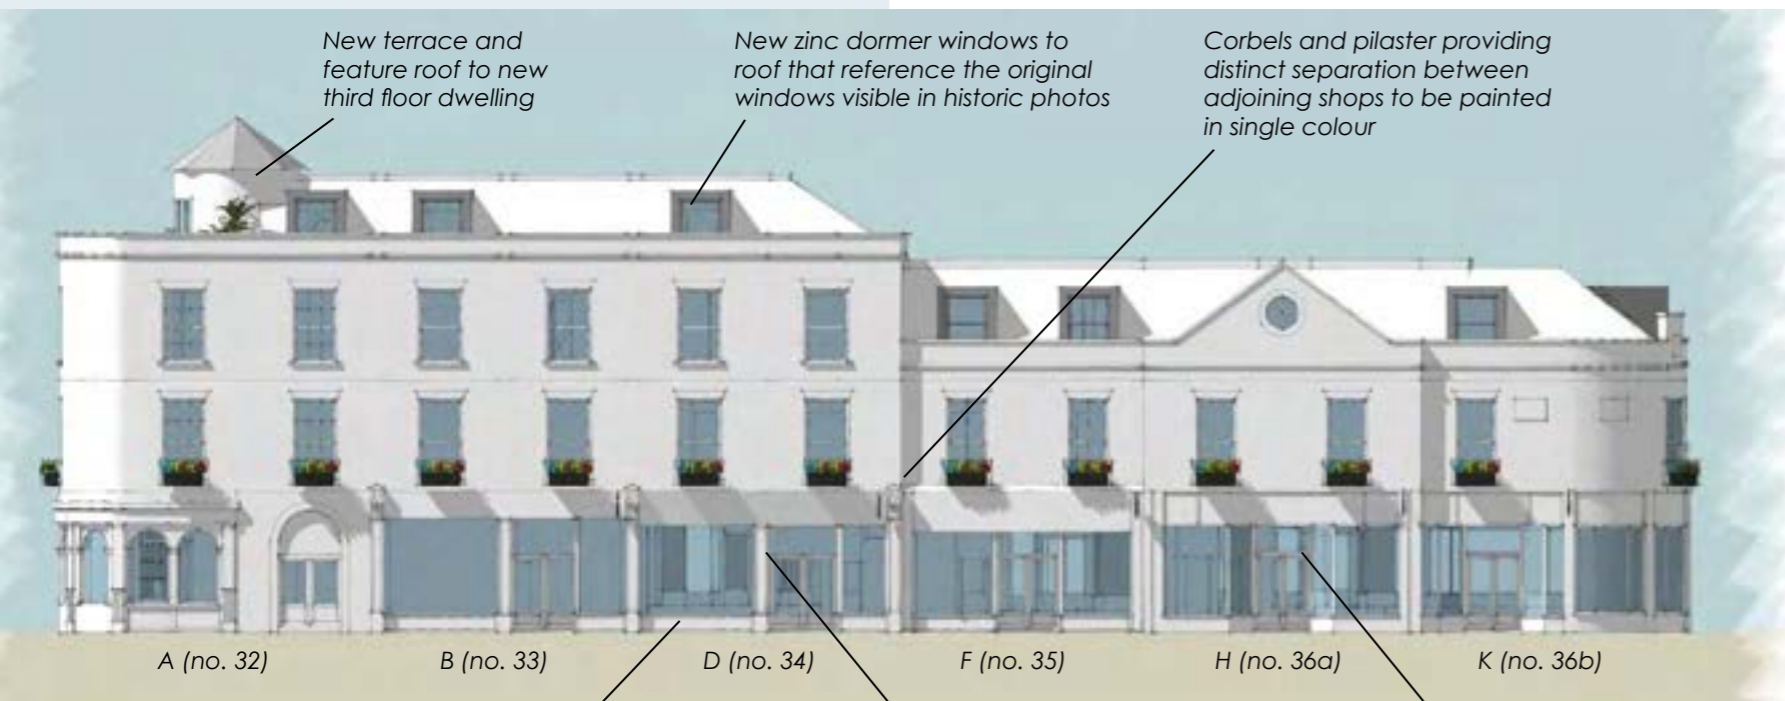 New terrace and
feature roof to new
third floor dwelling
New zinc dormer windows to
roof that reference the original
windows visible in historic photos
Corbels and pilaster providing
distinct separation between
adjoining shops to be painted
in single colour
A (no. 32)
B (no. 33)
D (no. 34)
F (no. 35)
H (no. 36a)
K (no. 36b)